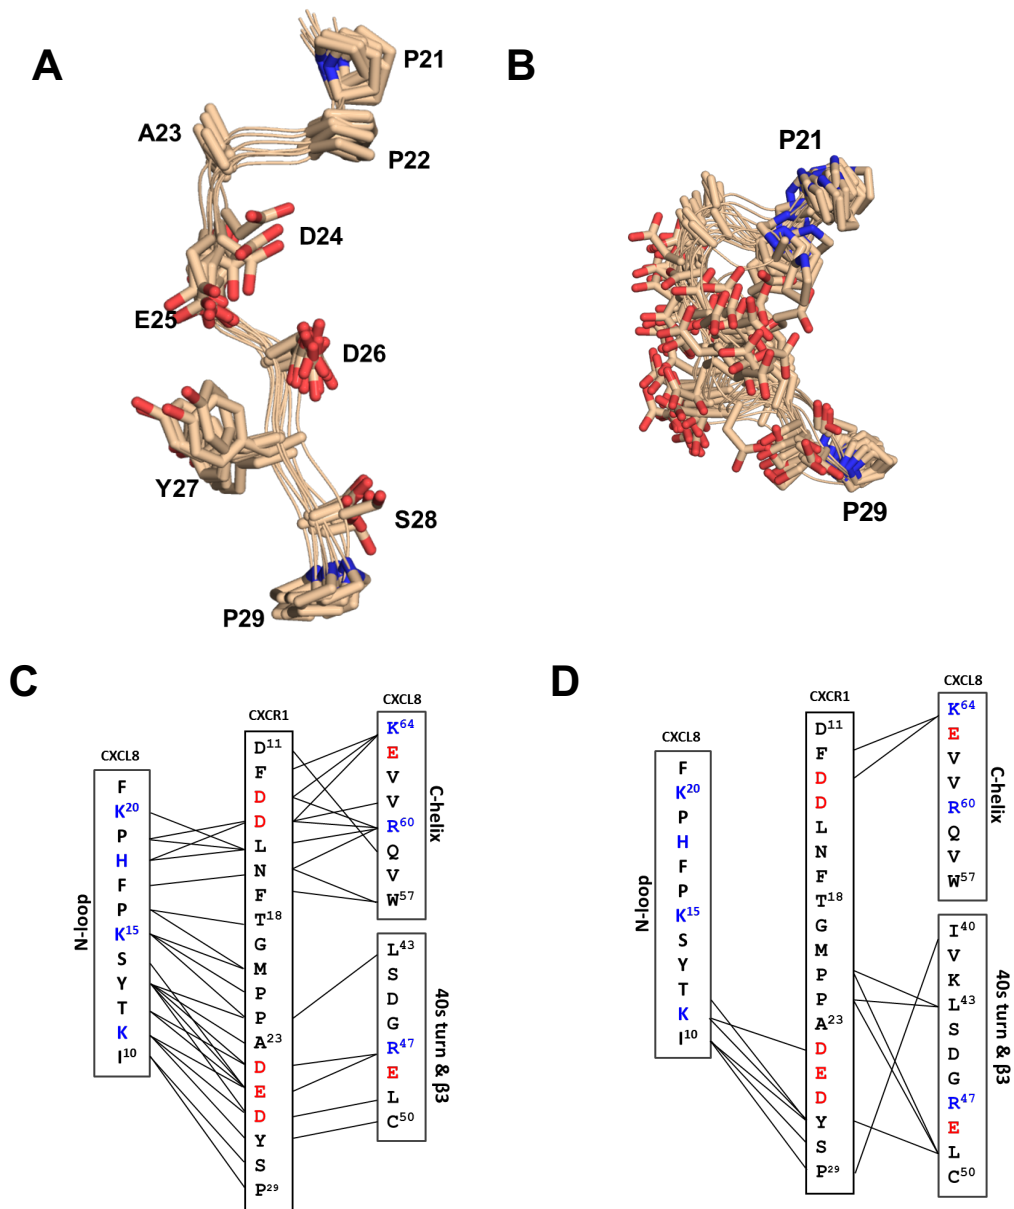 A
P21
A23
P22
D24
E25
D26
Y27
S28
P29
B
P21
P29
C
CXCL8
F
K20
P
H
F
P
K15
S
Y
T
K
I10
N-loop
CXCR1
D11
F
D
D
L
N
F
T18
G
M
P
P
A23
D
E
D
Y
S
P29
CXCL8
K64
E
V
V
R60
Q
V
W57
C-helix
L43
S
D
G
R47
E
L
C50
40s turn & β3
D
CXCL8
F
K20
P
H
F
P
K15
S
Y
T
K
I10
N-loop
CXCR1
D11
F
D
D
L
N
F
T18
G
M
P
P
A23
D
E
D
Y
S
P29
CXCL8
K64
E
V
V
R60
Q
V
W57
C-helix
I40
V
K
L43
S
D
G
R47
E
L
C50
40s turn & β3